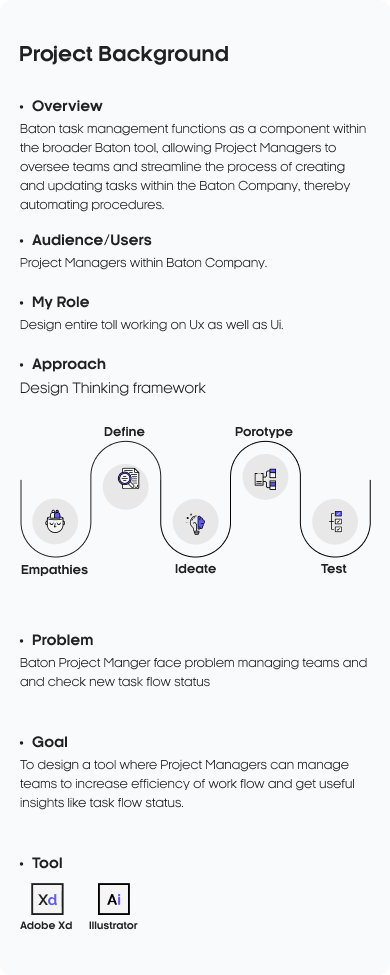 Project Background
• Overview
Baton task management functions as a component within
the broader Baton tool, allowing Project Managers to
oversee teams and streamline the process of creating
and updating tasks within the Baton Company, thereby
automating procedures.
• Audience/Users
Project Managers within Baton Company.
• My Role
Design entire toll working on Ux as well as Ui.
• Approach
Design Thinking framework
Define
Porotype
Empathies
Ideate
Test
• Problem
Baton Project Manger face problem managing teams and
and check new task flow status
• Goal
To design a tool where Project Managers can manage
teams to increase efficiency of work flow and get useful
insights like task flow status.
• Tool
Xd
Ai
Adobe Xd
Illustrator